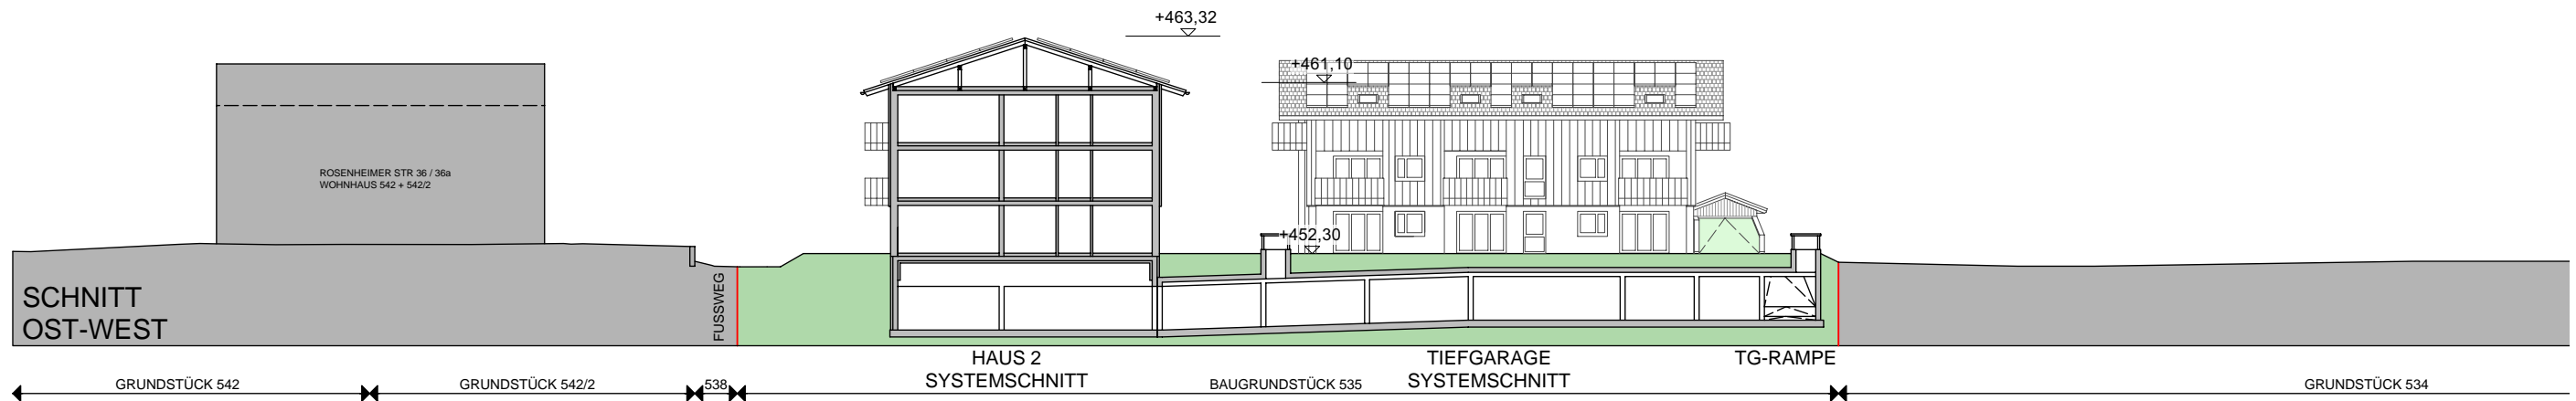 +463,32
+461,10
ROSENHEIMER STR 36 / 36a
WOHNHAUS 542 + 542/2
+452,30
SCHNITT
OST-WEST
FUSSWEG
HAUS 2
SYSTEMSCHNITT
TIEFGARAGE
SYSTEMSCHNITT
TG-RAMPE
GRUNDSTÜCK 542
GRUNDSTÜCK 542/2
538
BAUGRUNDSTÜCK 535
GRUNDSTÜCK 534